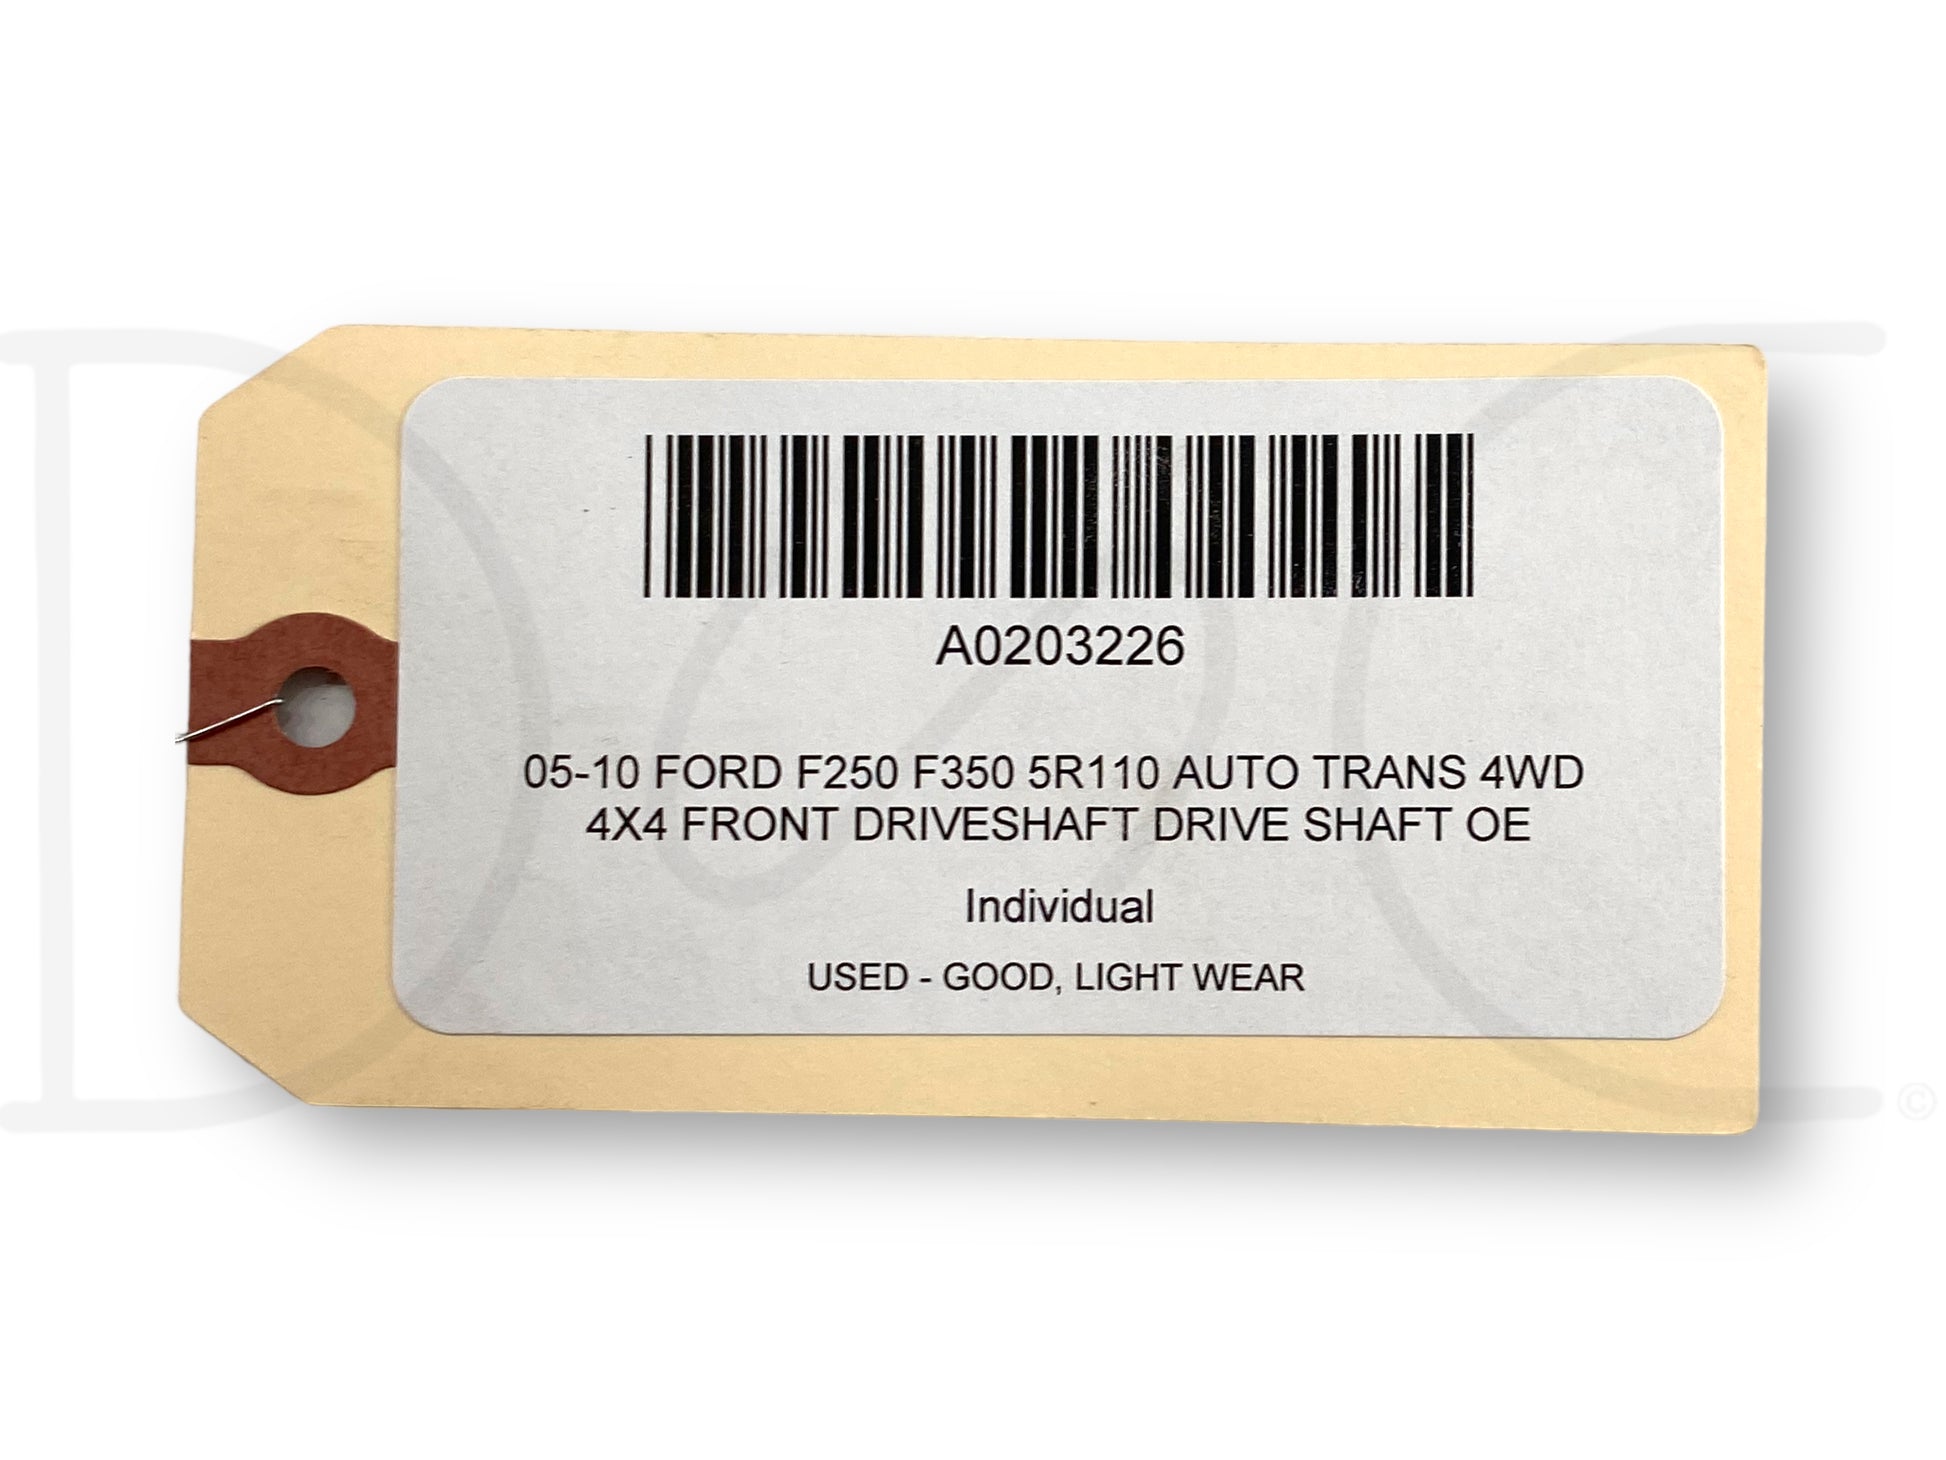 A0203226
05-10 FORD F250 F350 5R110 AUTO TRANS 4WD
4X4 FRONT DRIVESHAFT DRIVE SHAFT OE
Individual
USED - GOOD, LIGHT WEAR
©